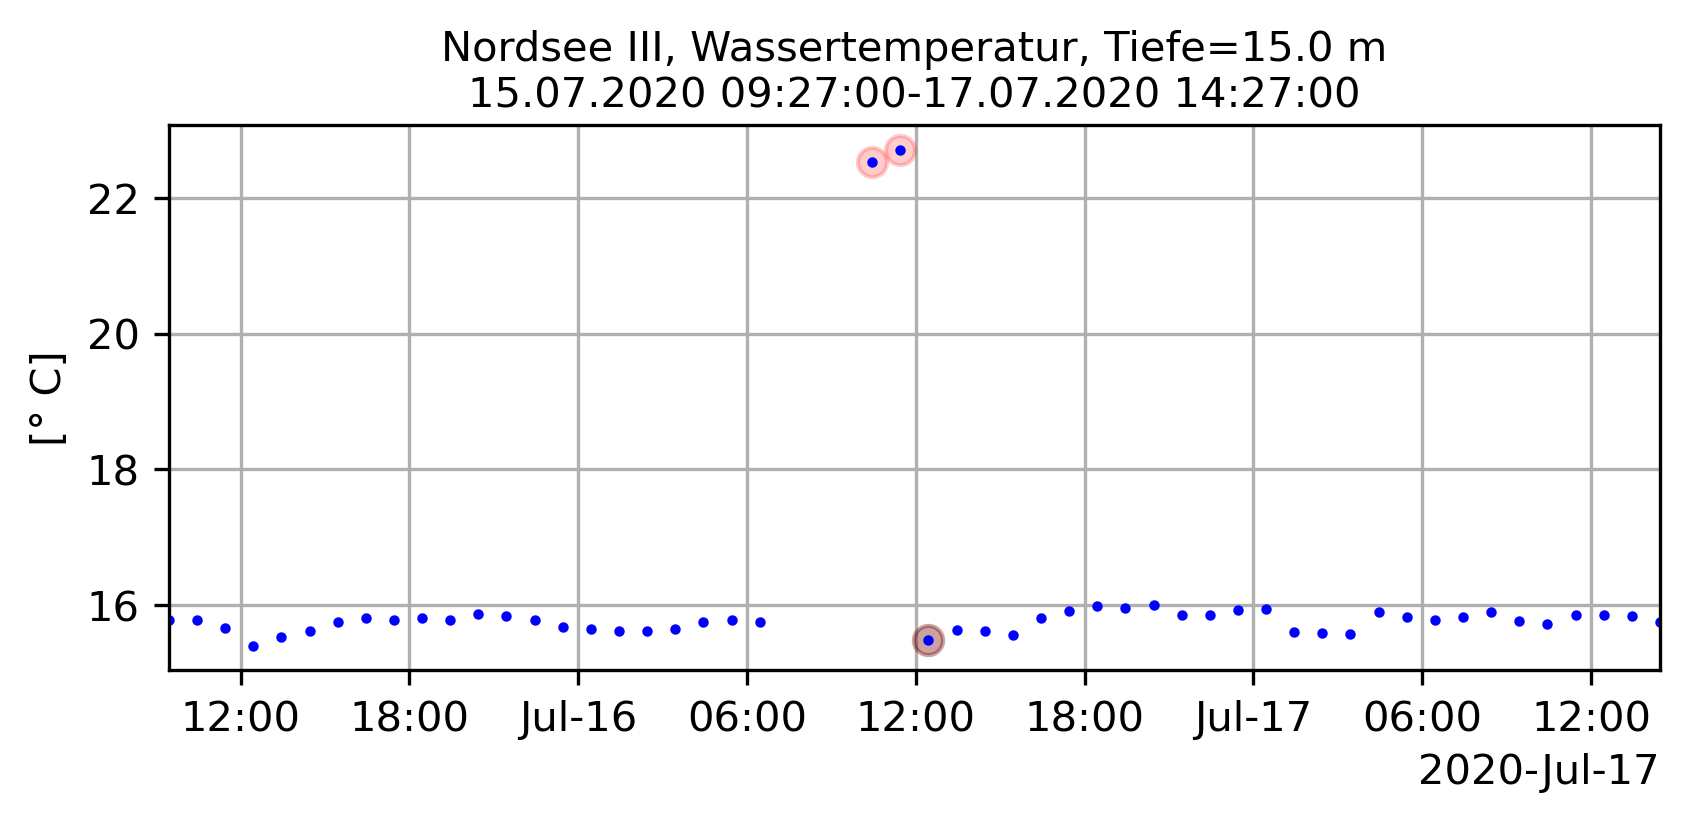 Nordsee III, Wassertemperatur, Tiefe=15.0 m
15.07.2020 09:27:00-17.07.2020 14:27:00
[° C]
22
20
18
16
12:00 18:00 Jul-16 06:00 12:00 18:00 Jul-17 06:00 12:00
2020-Jul-17